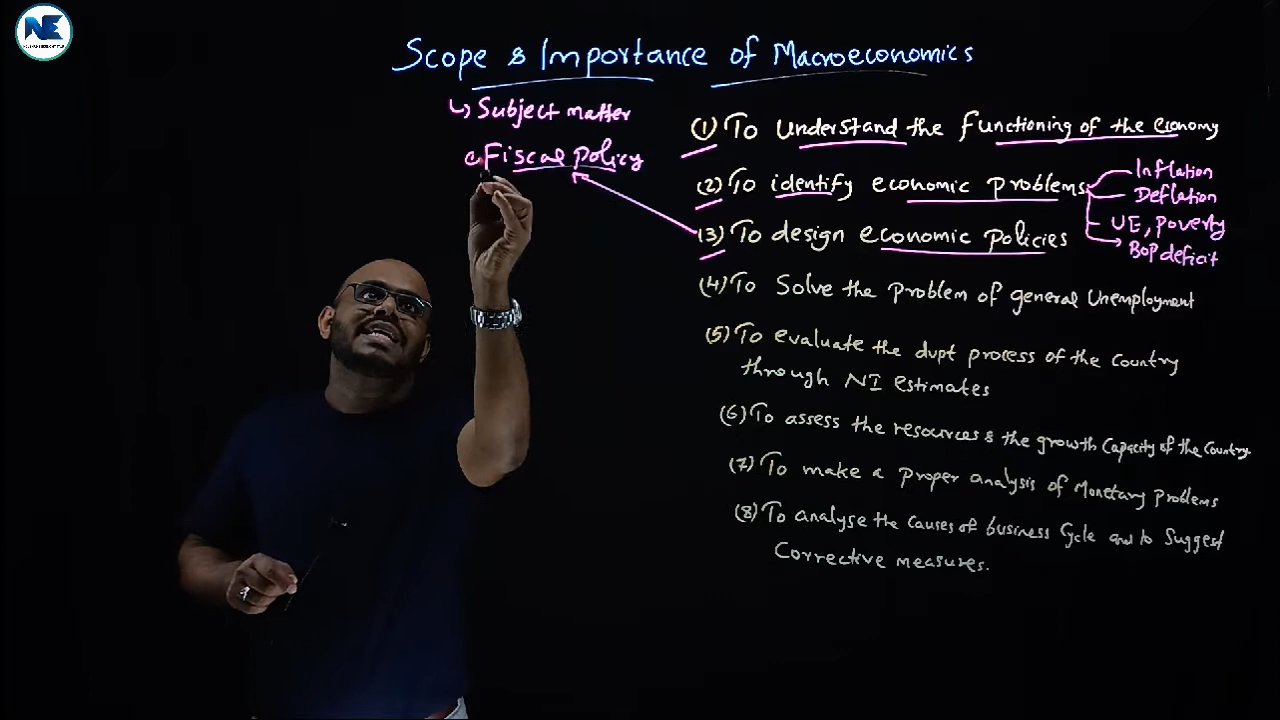 NE
Scope & Importance of Macroeconomics
↳ Subject matter
Fiscal policy
(1) To understand the functioning of the economy
(2) To identify economic problems
Inflation
Deflation
UE, poverty
BOP deficit
(3) To design economic policies
(4) To Solve the problem of general Unemployment
(5) To evaluate the dvpt process of the Country
through NI estimates
(6) To assess the resources & the growth Capacity of the Country
(7) To make a proper analysis of Monetary problems
(8) To analyse the causes of business Cycle and to Suggest
Corrective measures.